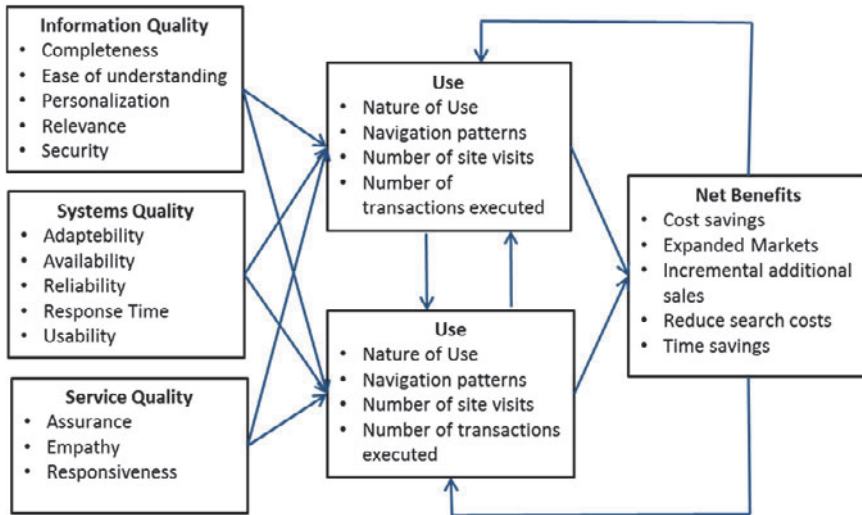 Information Quality
• Completeness
• Ease of understanding
• Personalization
• Relevance
• Security
Systems Quality
• Adaptebility
• Availability
• Reliability
• Response Time
• Usability
Service Quality
• Assurance
• Empathy
• Responsiveness
Use
• Nature of Use
• Navigation patterns
• Number of site visits
• Number of
transactions executed
Use
• Nature of Use
• Navigation patterns
• Number of site visits
• Number of transactions
executed
Net Benefits
• Cost savings
• Expanded Markets
• Incremental additional
sales
• Reduce search costs
• Time savings